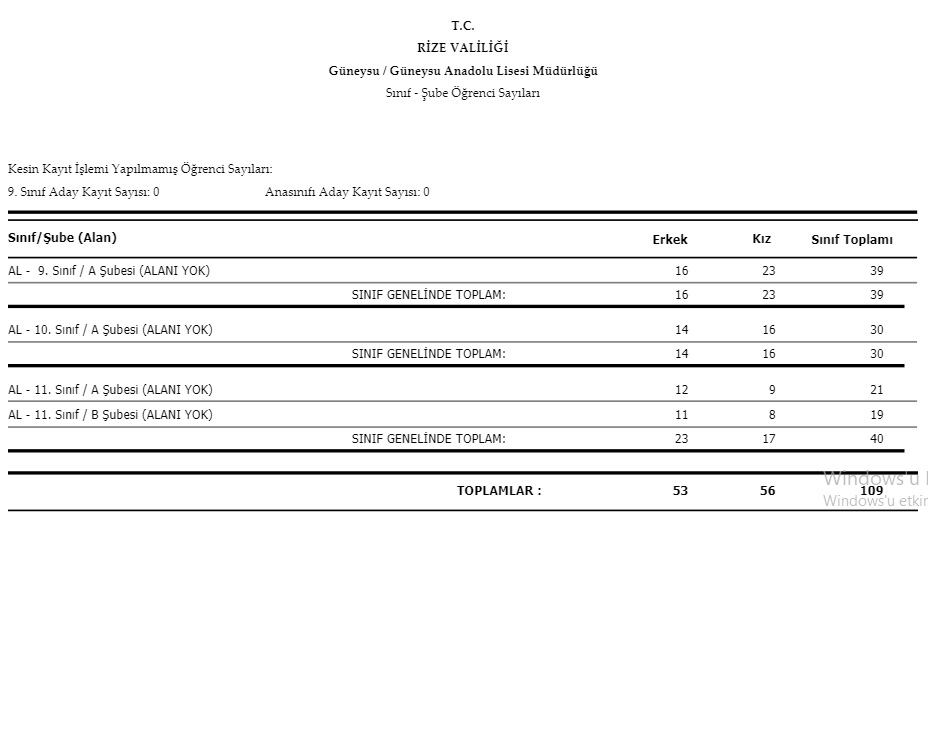 T.C.
RİZE VALİLİĞİ
Güneysu / Güneysu Anadolu Lisesi Müdürlüğü
Sınıf - Şube Öğrenci Sayıları
Kesin Kayıt İşlemi Yapılmamış Öğrenci Sayıları:
9. Sınıf Aday Kayıt Sayısı: 0 Anasınıfı Aday Kayıt Sayısı: 0
Sınıf/Şube (Alan) Erkek Kız Sınıf Toplamı
AL - 9. Sınıf / A Şubesi (ALANI YOK) 16 23 39
SINIF GENELİNDE TOPLAM: 16 23 39
AL - 10. Sınıf / A Şubesi (ALANI YOK) 14 16 30
SINIF GENELİNDE TOPLAM: 14 16 30
AL - 11. Sınıf / A Şubesi (ALANI YOK) 12 9 21
AL - 11. Sınıf / B Şubesi (ALANI YOK) 11 8 19
SINIF GENELİNDE TOPLAM: 23 17 40
Windows'u
TOPLAMLAR : 53 56 109
Windows'u